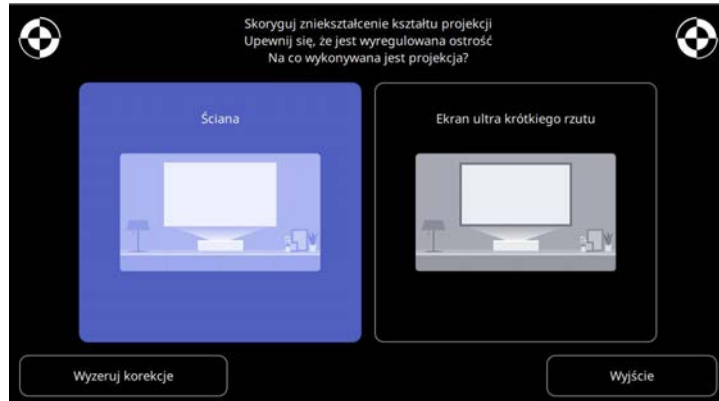 Skoryguj zniekształcenie kształtu projekcji
Upewnij się, że jest wyregulowana ostrość
Na co wykonywana jest projekcja?
Ściana
Ekran ultra krótkiego rzutu
Wyzeruj korekcje
Wyjście